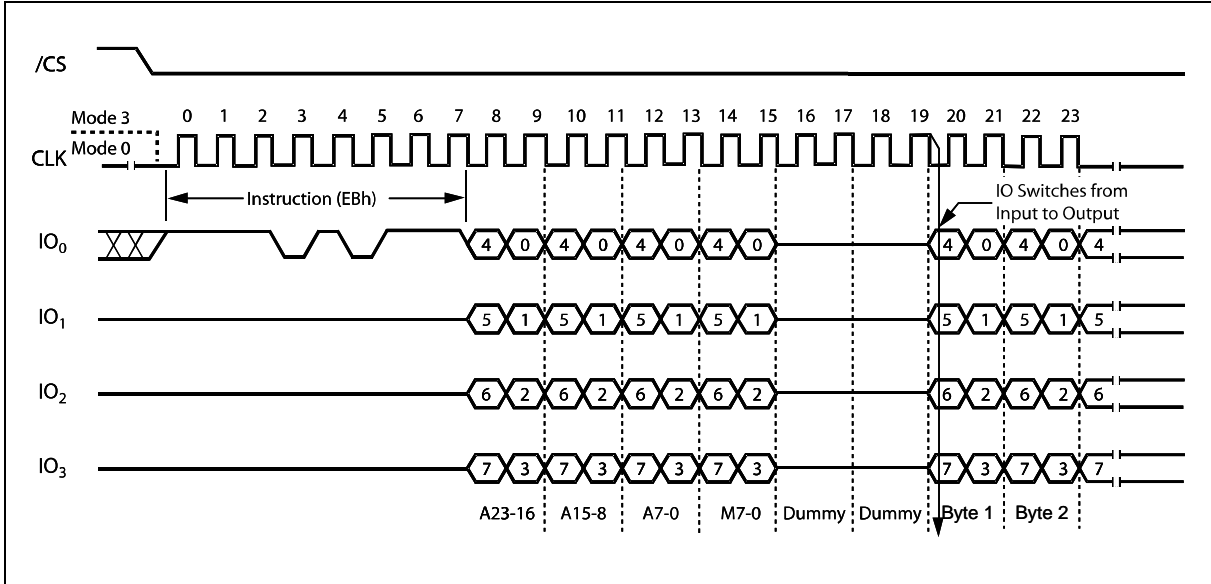 /CS
Mode 3
0 1 2 3 4 5 6 7 8 9 10 11 12 13 14 15 16 17 18 19 20 21 22 23
Mode 0
CLK
Instruction (EBh)
IO Switches from
Input to Output
IO0 4 0 4 0 4 0 4 0 4 0 4 0 4
IO1 5 1 5 1 5 1 5 1 5 1 5 1 5
IO2 6 2 6 2 6 2 6 2 6 2 6 2 6
IO3 7 3 7 3 7 3 7 3 7 3 7 3 7
A23-16 A15-8 A7-0 M7-0 Dummy Dummy Byte 1 Byte 2